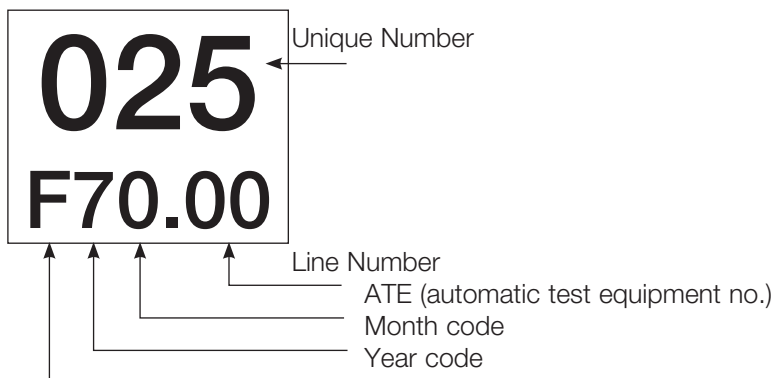 025
Unique Number
F70.00
Line Number
ATE (automatic test equipment no.)
Month code
Year code